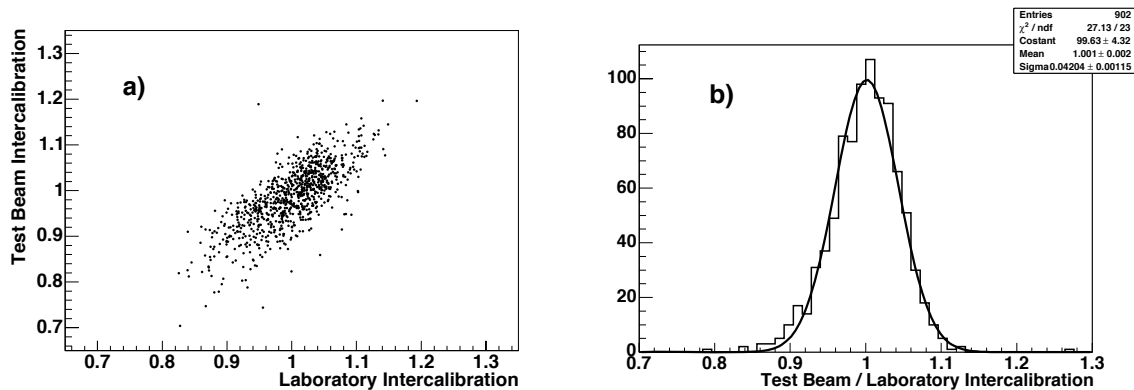 a)
Test Beam Intercalibration
1.3
1.2
1.1
1
0.9
0.8
0.7
0.7 0.8 0.9 1 1.1 1.2 1.3
Laboratory Intercalibration
Entries 902
χ² / ndf 27.13 / 23
Costant 99.63 ± 4.32
Mean 1.001 ± 0.002
Sigma 0.04204 ± 0.00115
b)
100
80
60
40
20
0
0.7 0.8 0.9 1 1.1 1.2 1.3
Test Beam / Laboratory Intercalibration